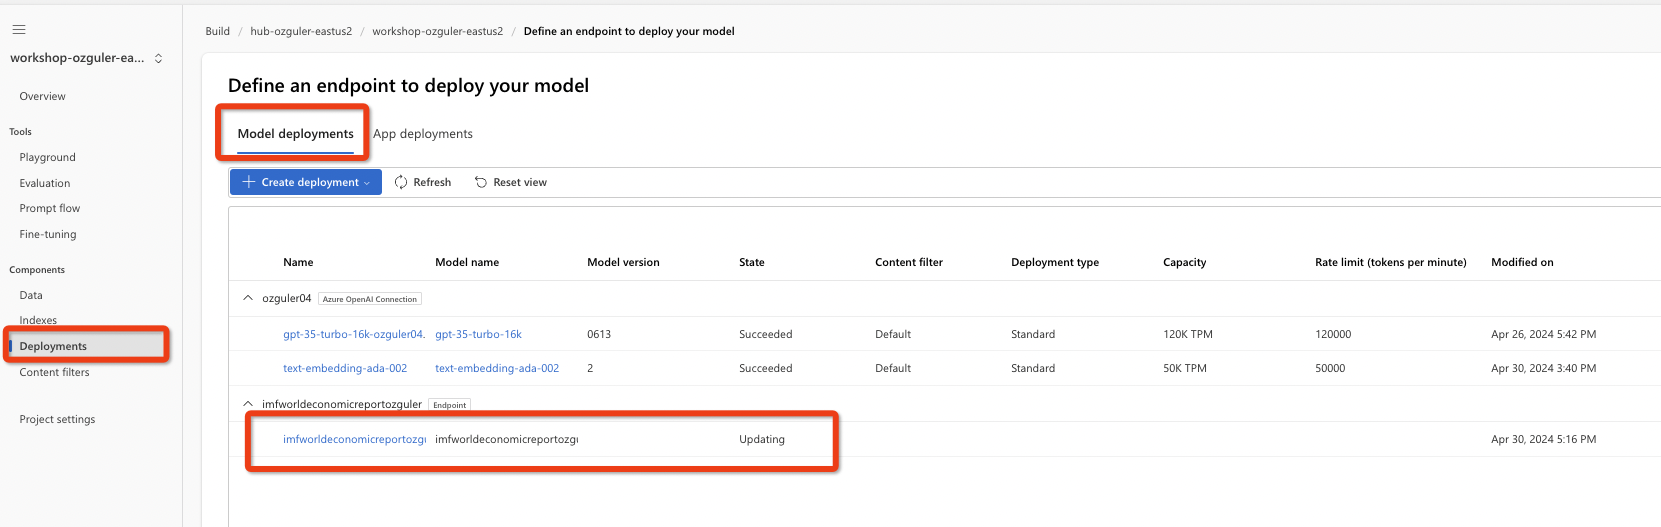 Build / hub-ozguler-eastus2 / workshop-ozguler-eastus2 / Define an endpoint to deploy your model
workshop-ozguler-ea...
Overview
Tools
Playground
Evaluation
Prompt flow
Fine-tuning
Components
Data
Indexes
Deployments
Content filters
Project settings
Define an endpoint to deploy your model
Model deployments App deployments
Create deployment Refresh Reset view
Name Model name Model version State Content filter Deployment type Capacity Rate limit (tokens per minute) Modified on
ozguler04 Azure OpenAI Connection
gpt-35-turbo-16k-ozguler04. gpt-35-turbo-16k 0613 Succeeded Default Standard 120K TPM 120000 Apr 26, 2024 5:42 PM
text-embedding-ada-002 text-embedding-ada-002 2 Succeeded Default Standard 50K TPM 50000 Apr 30, 2024 3:40 PM
imfworldeconomicreportozguler Endpoint
imfworldeconomicreportozgu imfworldeconomicreportozgu Updating Apr 30, 2024 5:16 PM